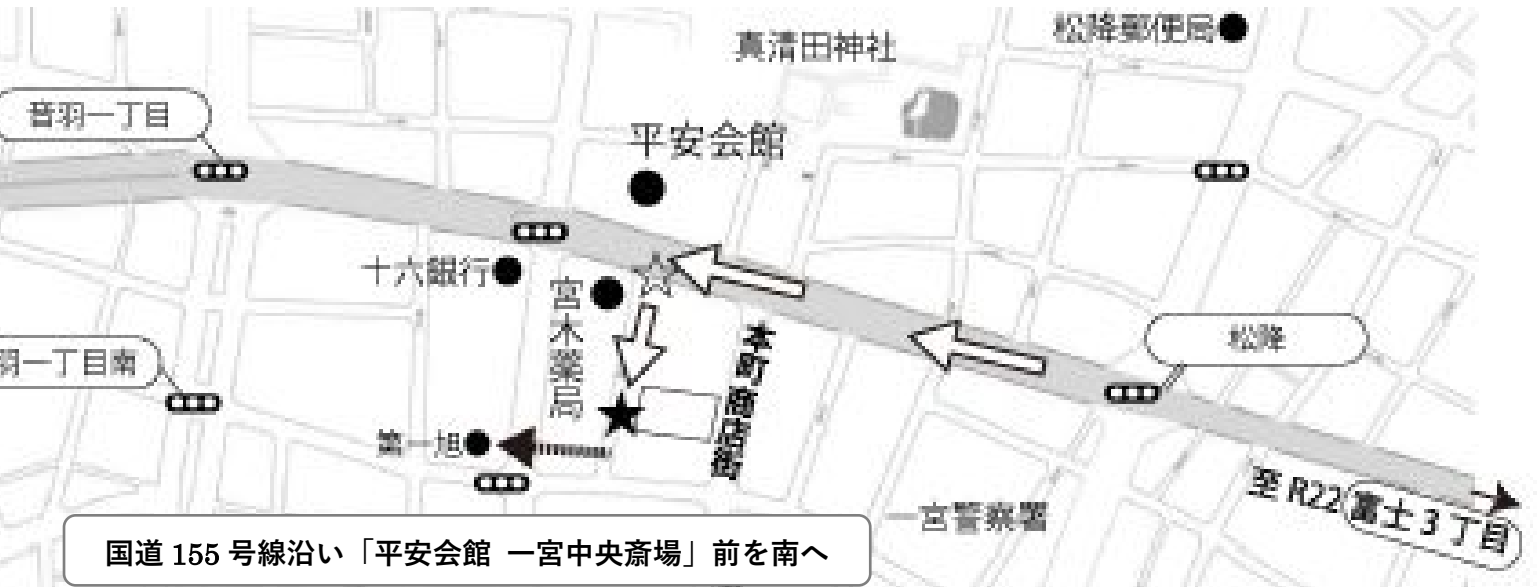 松降郵便局
真清田神社
音羽一丁目
平安会館
十六銀行
宮木薬局
松降
羽一丁目南
本町商店街
第一旭
至 R22 富士3丁目
一宮警察署
国道 155 号線沿い「平安会館 一宮中央斎場」前を南へ